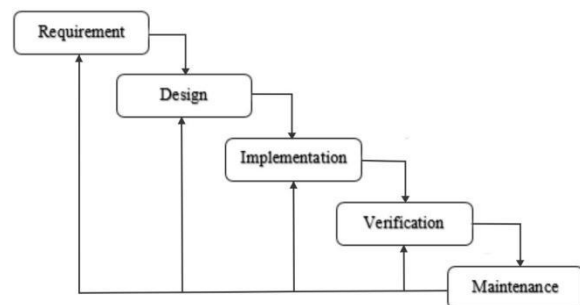 Requirement
Design
Implementation
Verification
Maintenance